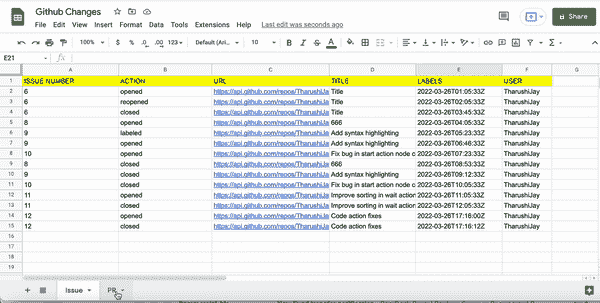 Github Changes
File Edit View Insert Format Data Tools Extensions Help Last edit was seconds ago
Share
100% $ % .0 .00 123 Default (Ari... 10 B I S A
E21 fx
A B C D E F G
1 ISSUE NUMBER ACTION URL TITLE LABELS USER
2 6 opened https://api.github.com/repos/TharushiJa Title 2022-03-26T01:05:33Z TharushiJay
3 6 reopened https://api.github.com/repos/TharushiJa Title 2022-03-26T02:05:33Z TharushiJay
4 6 closed https://api.github.com/repos/TharushiJa Title 2022-03-26T03:45:33Z TharushiJay
5 8 opened https://api.github.com/repos/TharushiJa 666 2022-03-26T04:05:33Z TharushiJay
6 9 labeled https://api.github.com/repos/TharushiJa Add syntax highlighting 2022-03-26T05:23:33Z TharushiJay
7 9 opened https://api.github.com/repos/TharushiJa Add syntax highlighting 2022-03-26T06:46:33Z TharushiJay
8 10 opened https://api.github.com/repos/TharushiJa Fix bug in start action node c 2022-03-26T07:23:33Z TharushiJay
9 8 closed https://api.github.com/repos/TharushiJa 666 2022-03-26T08:53:33Z TharushiJay
10 9 closed https://api.github.com/repos/TharushiJa Add syntax highlighting 2022-03-26T09:12:33Z TharushiJay
11 10 closed https://api.github.com/repos/TharushiJa Fix bug in start action node c 2022-03-26T10:05:33Z TharushiJay
12 11 opened https://api.github.com/repos/TharushiJa Improve sorting in wait action 2022-03-26T11:05:33Z TharushiJay
13 11 closed https://api.github.com/repos/TharushiJa Improve sorting in wait action 2022-03-26T12:05:33Z TharushiJay
14 12 opened https://api.github.com/repos/TharushiJa Code action fixes 2022-03-26T17:16:00Z TharushiJay
15 12 closed https://api.github.com/repos/TharushiJa Code action fixes 2022-03-26T17:16:12Z TharushiJay
16
17
18
19
Issue PR